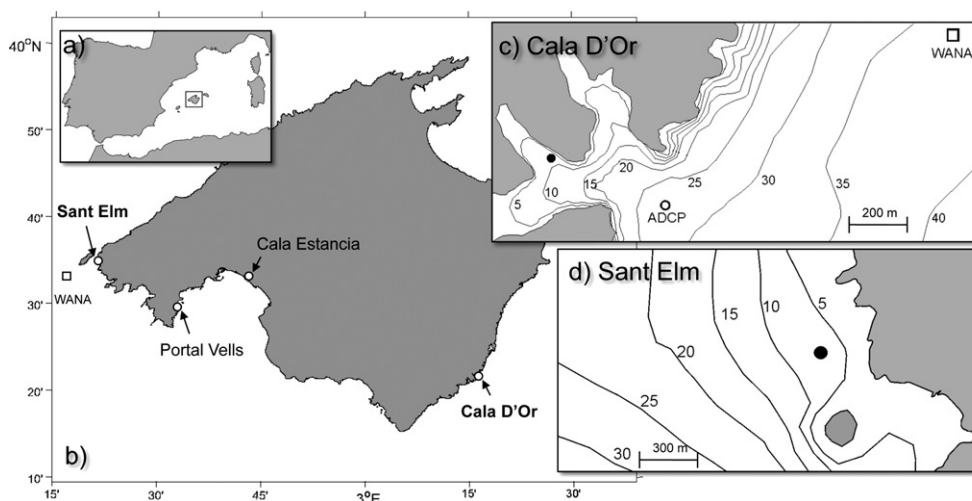 a)
40°N
50'
40'
30'
20'
10'
15'
30'
45'
3°E
15'
30'
b)
Sant Elm
WANA
Portal Vells
Cala Estancia
Cala D'Or
c) Cala D'Or
WANA
5
10
15
20
25
30
35
40
ADCP
200 m
d) Sant Elm
5
10
15
20
25
30
300 m